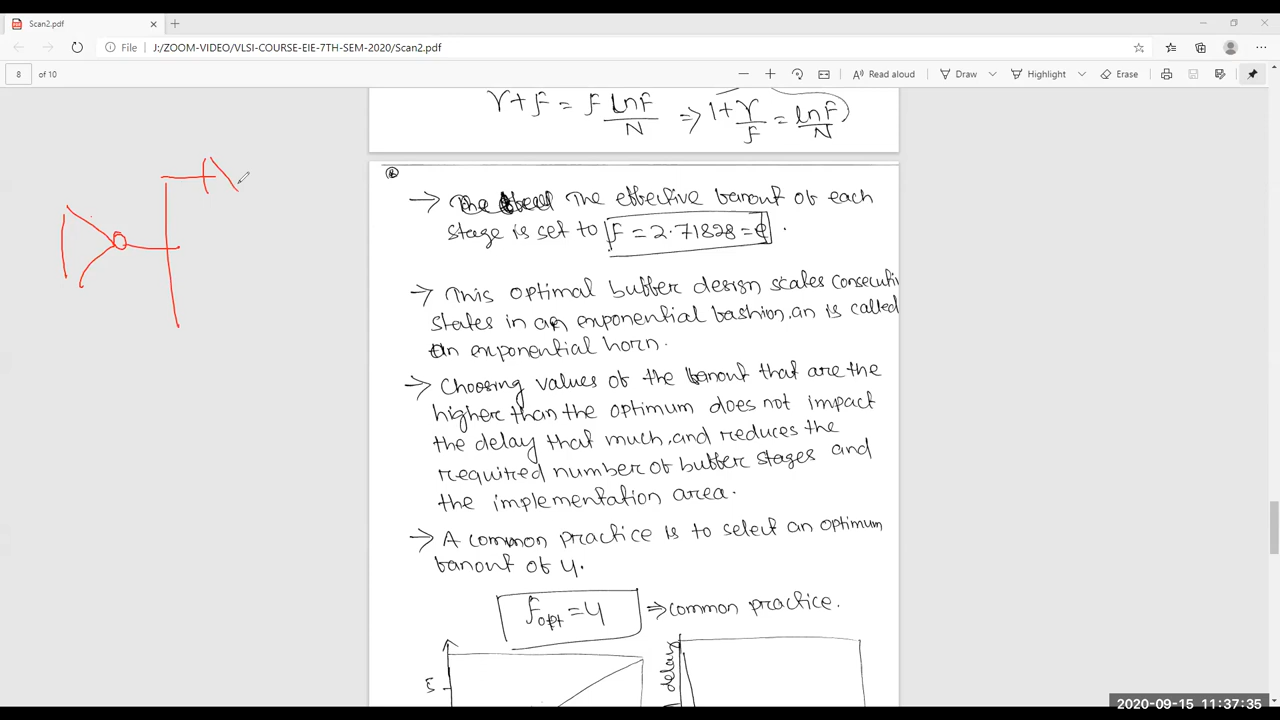 Scan2.pdf
File J:/ZOOM-VIDEO/VLSI-COURSE-EIE-7TH-SEM-2020/Scan2.pdf
8 of 10 Read aloud Draw Highlight Erase
γ+f = f lnF/N ⇒ 1+γ/f = lnF/N
→ The The effective fanout of each
stage is set to f = 2.71828 = e .
→ This optimal buffer design scales consecuti
states in an exponential fashion, an is called
an exponential horn.
→ Choosing values of the fanout that are the
higher than the optimum does not impact
the delay that much, and reduces the
required number of buffer stages and
the implementation area.
→ A common practice is to select an optimum
fanout of 4.
fopt = 4 ⇒ common practice.
5
delay
2020-09-15 11:37:35